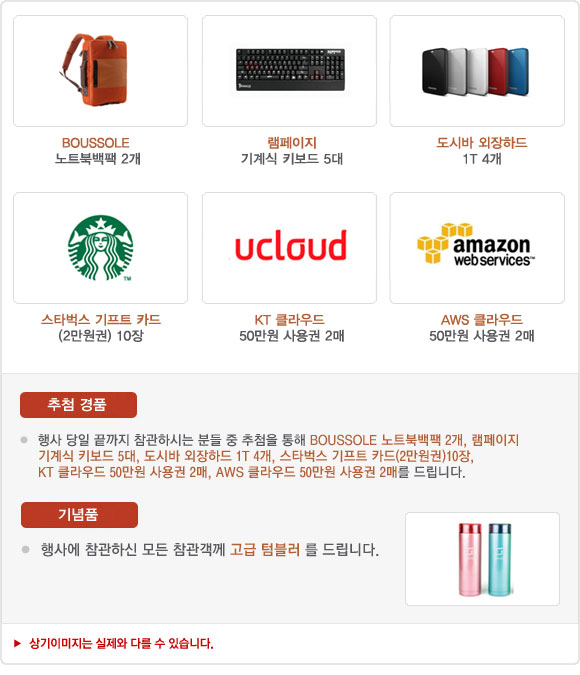 BOUSSOLE
노트북백팩 2개
램페이지
기계식 키보드 5대
도시바 외장하드
1T 4개
TM
ucloud
amazon
webservices™
스타벅스 기프트 카드
(2만원권) 10장
KT 클라우드
50만원 사용권 2매
AWS 클라우드
50만원 사용권 2매
추첨 경품
행사 당일 끝까지 참관하시는 분들 중 추첨을 통해 BOUSSOLE 노트북백팩 2개, 램페이지
기계식 키보드 5대, 도시바 외장하드 1T 4개, 스타벅스 기프트 카드(2만원권)10장,
KT 클라우드 50만원 사용권 2매, AWS 클라우드 50만원 사용권 2매를 드립니다.
기념품
행사에 참관하신 모든 참관객께 고급 텀블러 를 드립니다.
상기이미지는 실제와 다를 수 있습니다.